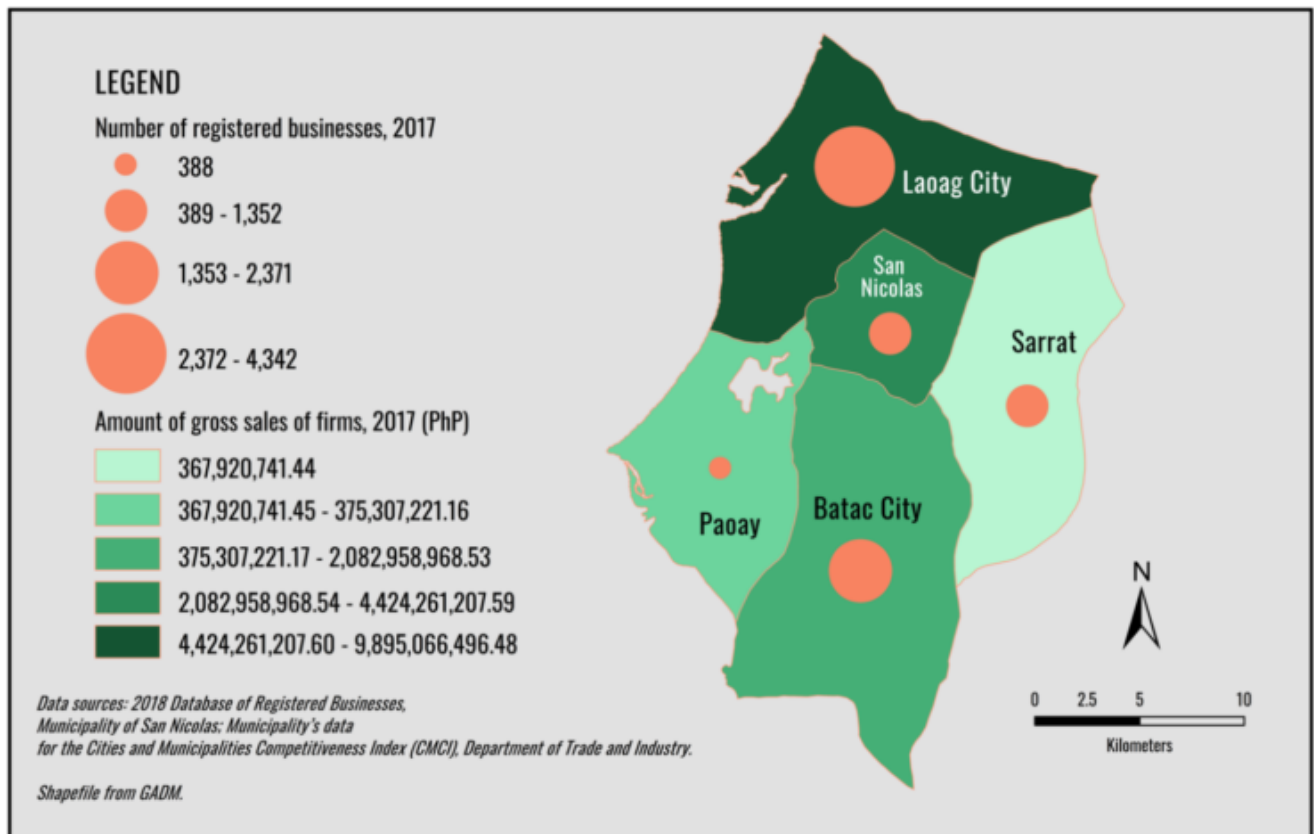 LEGEND
Number of registered businesses, 2017
388
389 - 1,352
1,353 - 2,371
2,372 - 4,342
Amount of gross sales of firms, 2017 (PhP)
367,920,741.44
367,920,741.45 - 375,307,221.16
375,307,221.17 - 2,082,958,968.53
2,082,958,968.54 - 4,424,261,207.59
4,424,261,207.60 - 9,895,066,496.48
Data sources: 2018 Database of Registered Businesses,
Municipality of San Nicolas; Municipality's data
for the Cities and Municipalities Competitiveness Index (CMCI), Department of Trade and Industry.
Shapefile from GADM.
Laoag City
San
Nicolas
Sarrat
Paoay
Batac City
N
0 2.5 5 10
Kilometers